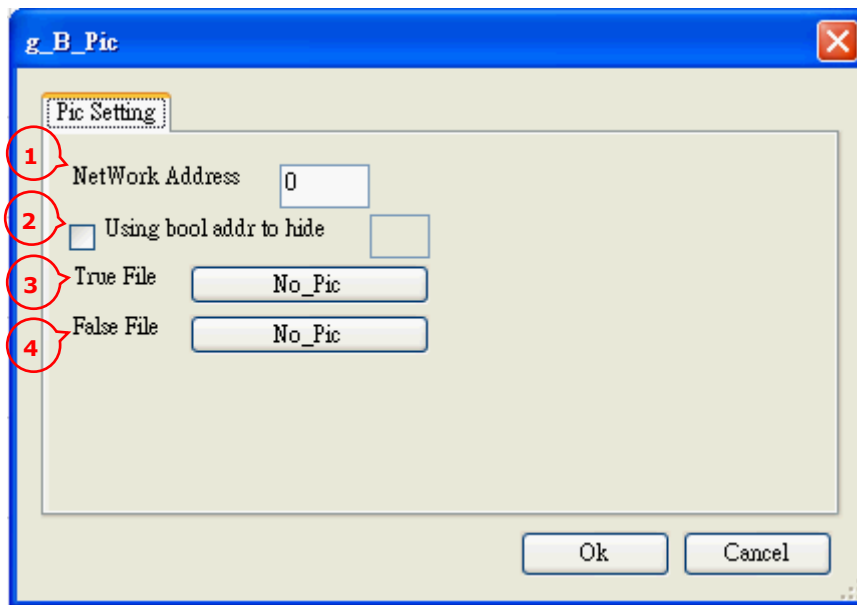 g_B_Pic
Pic Setting
1
NetWork Address 0
2
Using bool addr to hide
3
True File No_Pic
4
False File No_Pic
Ok Cancel